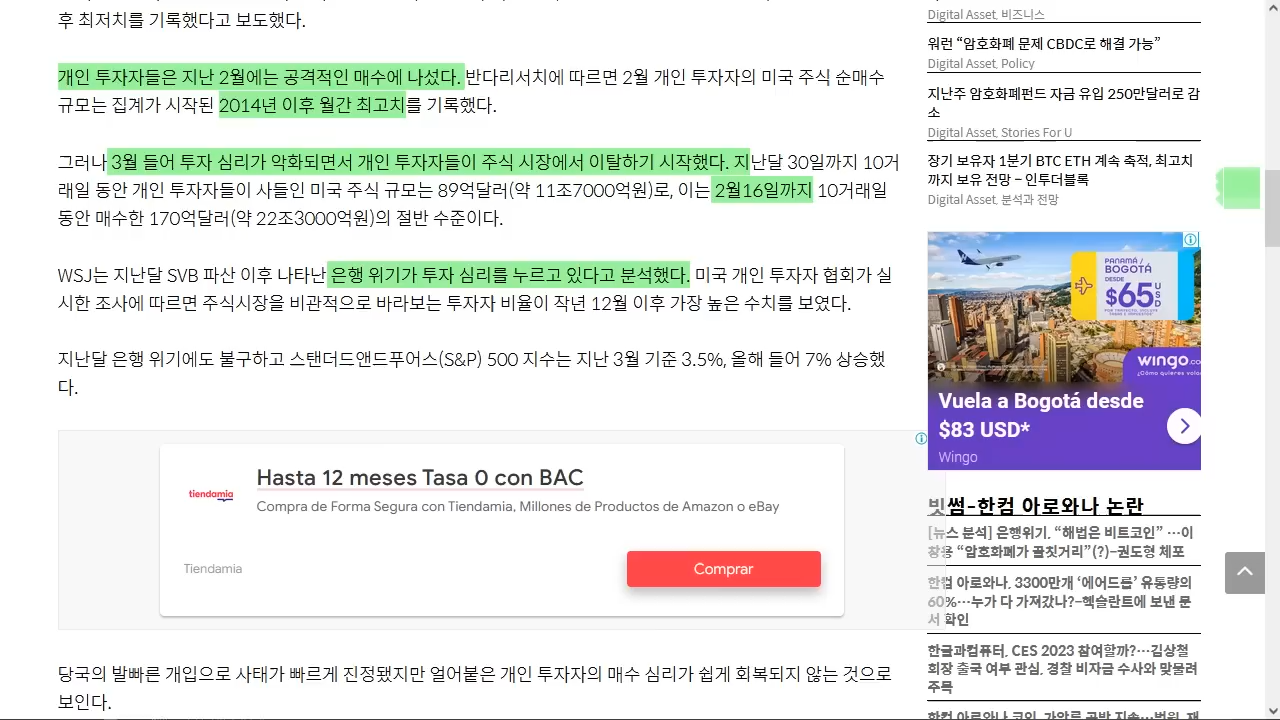 후 최저치를 기록했다고 보도했다.
개인 투자자들은 지난 2월에는 공격적인 매수에 나섰다. 반다리서치에 따르면 2월 개인 투자자의 미국 주식 순매수
규모는 집계가 시작된 2014년 이후 월간 최고치를 기록했다.
그러나 3월 들어 투자 심리가 악화되면서 개인 투자자들이 주식 시장에서 이탈하기 시작했다. 지난달 30일까지 10거
래일 동안 개인 투자자들이 사들인 미국 주식 규모는 89억달러(약 11조7000억원)로, 이는 2월16일까지 10거래일
동안 매수한 170억달러(약 22조3000억원)의 절반 수준이다.
WSJ는 지난달 SVB 파산 이후 나타난 은행 위기가 투자 심리를 누르고 있다고 분석했다. 미국 개인 투자자 협회가 실
시한 조사에 따르면 주식시장을 비관적으로 바라보는 투자자 비율이 작년 12월 이후 가장 높은 수치를 보였다.
지난달 은행 위기에도 불구하고 스탠더드앤드푸어스(S&P) 500 지수는 지난 3월 기준 3.5%, 올해 들어 7% 상승했
다.
Hasta 12 meses Tasa 0 con BAC
tiendamia
Compra de Forma Segura con Tiendamia, Millones de Productos de Amazon o eBay
Tiendamia
Comprar
당국의 발빠른 개입으로 사태가 빠르게 진정됐지만 얼어붙은 개인 투자자의 매수 심리가 쉽게 회복되지 않는 것으로
보인다.
Digital Asset, 비즈니스
워런 “암호화폐 문제 CBDC로 해결 가능”
Digital Asset, Policy
지난주 암호화폐펀드 자금 유입 250만달러로 감
소
Digital Asset, Stories For U
장기 보유자 1분기 BTC ETH 계속 축적, 최고치
까지 보유 전망 – 인투더블록
Digital Asset, 분석과 전망
PANAMÁ /
BOGOTÁ
DESDE
$65 USD
wingo.co
¿Cómo quieres vola
Vuela a Bogotá desde
$83 USD*
Wingo
빗썸-한컴 아로와나 논란
[뉴스 분석] 은행위기, “해법은 비트코인” …이
창용 “암호화폐가 골칫거리”(?)–권도형 체포
한컴 아로와나, 3300만개 ‘에어드롭’ 유통량의
60%…누가 다 가져갔나?–헥슬란트에 보낸 문
서 확인
한글과컴퓨터, CES 2023 참여할까?…김상철
회장 출국 여부 관심, 경찰 비자금 수사와 맞물려
주목